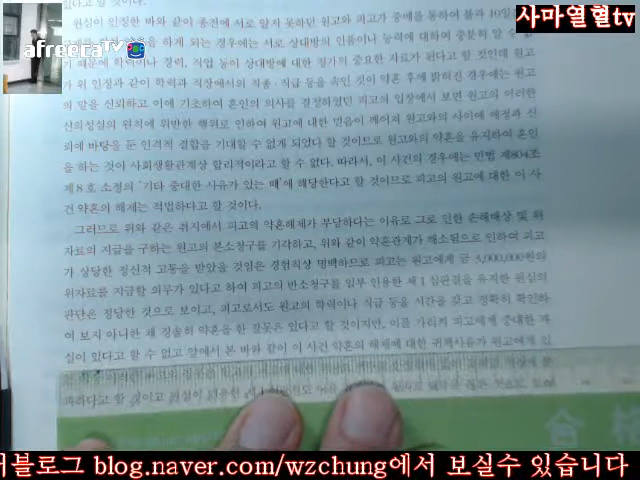 사마열혈tv
afreecaTV
있다고 할 것이다.
원심이 인정한 바와 같이 종전에 서로 알지 못하던 원고와 피고가 중매를 통하여 불과 10일
하게 되는 경우에는 서로 상대방의 인품이나 능력에 대하여 충분히 알 수 없
기 때문에 학력이나 경력, 직업 등이 상대방에 대한 평가의 중요한 자료가 된다고 할 것인데 원고
가 위 인정과 같이 학력과 직장에서의 직종·직급 등을 속인 것이 약혼 후에 밝혀진 경우에는 원고
의 말을 신뢰하고 이에 기초하여 혼인의 의사를 결정하였던 피고의 입장에서 보면 원고의 이러한
신의성실의 원칙에 위반한 행위로 인하여 원고에 대한 믿음이 깨어져 원고와의 사이에 애정과 신
뢰에 바탕을 둔 인격적 결합을 기대할 수 없게 되었다 할 것이므로 원고와의 약혼을 유지하여 혼인
을 하는 것이 사회생활관계상 합리적이라고 할 수 없다. 따라서, 이 사건의 경우에는 민법 제804조
제8호 소정의 '기타 중대한 사유가 있는 때'에 해당한다고 할 것이므로 피고의 원고에 대한 이 사
건 약혼의 해제는 적법하다고 할 것이다.
그러므로 위와 같은 취지에서 피고의 약혼해제가 부당하다는 이유로 그로 인한 손해배상 및 위
자료의 지급을 구하는 원고의 본소청구를 기각하고, 위와 같이 약혼관계가 해소됨으로 인하여 피고
가 상당한 정신적 고통을 받았을 것임은 경험칙상 명백하므로 피고는 원고에게 금 3,000,000원의
위자료를 지급할 의무가 있다고 하여 피고의 반소청구를 일부 인용한 제1심판결을 유지한 원심의
판단은 정당한 것으로 보이고, 피고로서도 원고의 학력이나 직급 등을 시간을 갖고 정확히 확인하
여 보지 아니한 채 경솔히 약혼을 한 잘못은 있다고 할 것이지만, 이를 가리켜 피고에게 중대한 과
실이 있다고 할 수 없고 앞에서 본 바와 같이 이 사건 약혼의 해제에 대한 귀책사유가 원고에게 있
과하다고 할 것이고
合格
네이버블로그 blog.naver.com/wzchung에서 보실수 있습니다